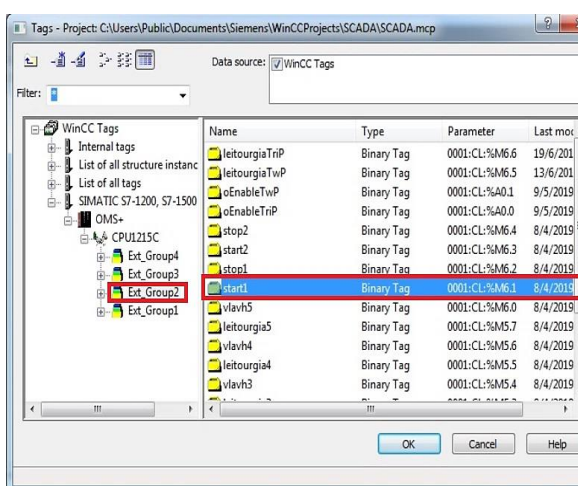 Tags - Project: C:\Users\Public\Documents\Siemens\WinCCProjects\SCADA\SCADA.mcp
Data source: WinCC Tags
Filter: *
WinCC Tags
Internal tags
List of all structure instanc
List of all tags
SIMATIC S7-1200, S7-1500
OMS+
CPU1215C
Ext_Group4
Ext_Group3
Ext_Group2
Ext_Group1
Name Type Parameter Last moc
leitourgiaTriP Binary Tag 0001:CL:%M6.6 19/6/201
leitourgiaTwP Binary Tag 0001:CL:%M6.5 13/6/201
oEnableTwP Binary Tag 0001:CL:%A0.1 9/5/2019
oEnableTriP Binary Tag 0001:CL:%A0.0 9/5/2019
stop2 Binary Tag 0001:CL:%M6.4 8/4/2019
start2 Binary Tag 0001:CL:%M6.3 8/4/2019
stop1 Binary Tag 0001:CL:%M6.2 8/4/2019
start1 Binary Tag 0001:CL:%M6.1 8/4/2019
vlavh5 Binary Tag 0001:CL:%M6.0 8/4/2019
leitourgia5 Binary Tag 0001:CL:%M5.7 8/4/2019
vlavh4 Binary Tag 0001:CL:%M5.6 8/4/2019
leitourgia4 Binary Tag 0001:CL:%M5.5 8/4/2019
vlavh3 Binary Tag 0001:CL:%M5.4 8/4/2019
OK Cancel Help